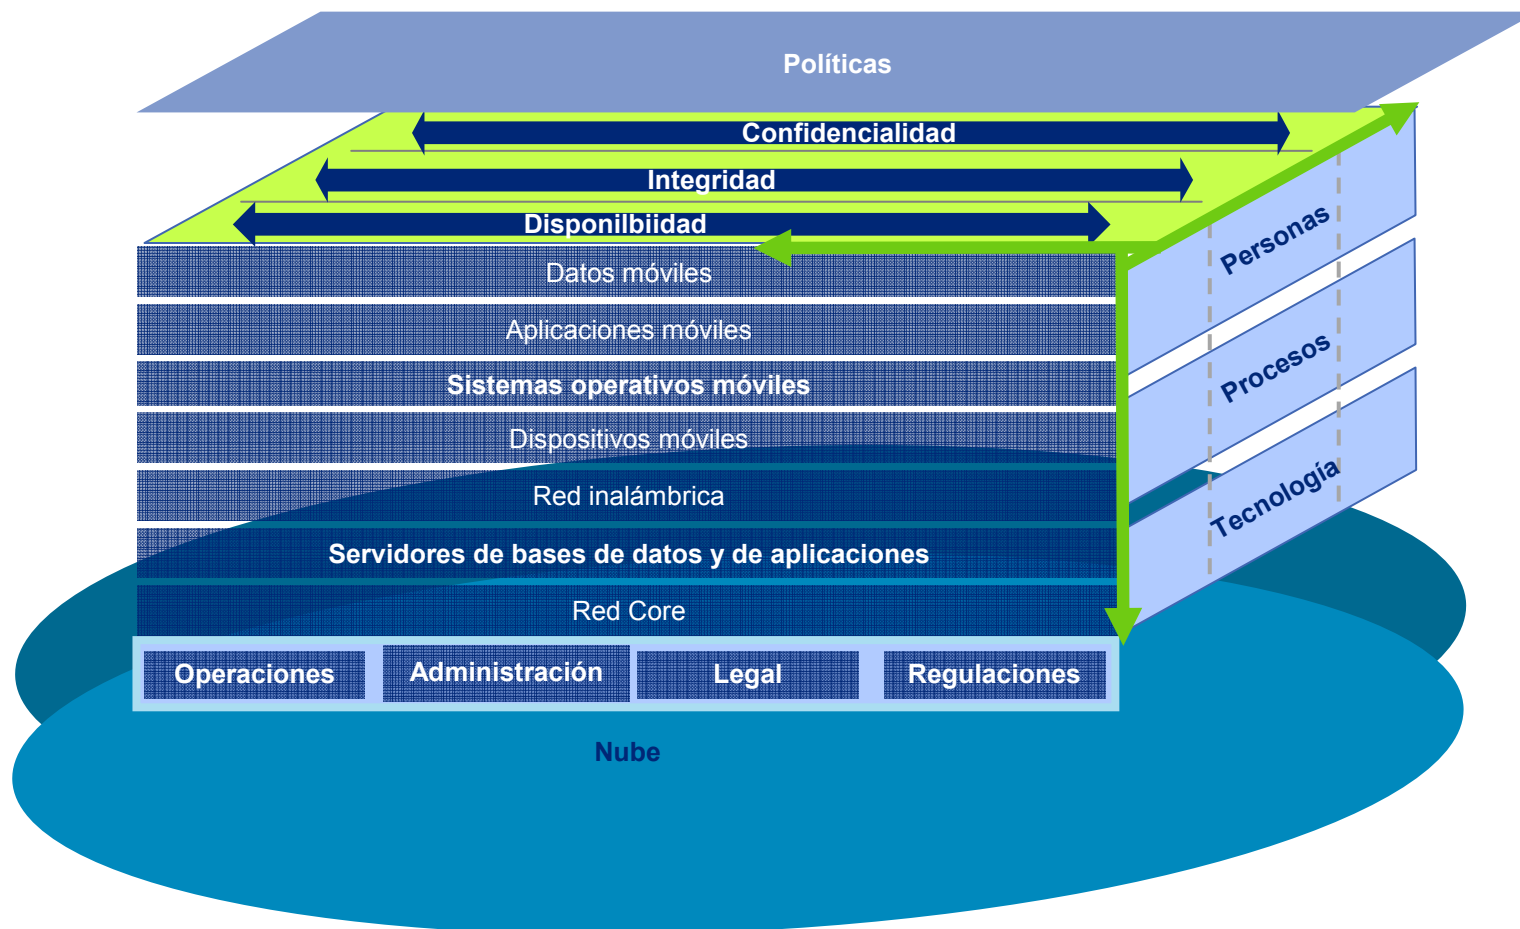 Políticas
Confidencialidad
Integridad
Disponilbiidad
Datos móviles
Aplicaciones móviles
Sistemas operativos móviles
Dispositivos móviles
Red inalámbrica
Servidores de bases de datos y de aplicaciones
Red Core
Personas
Procesos
Tecnología
Operaciones
Administración
Legal
Regulaciones
Nube